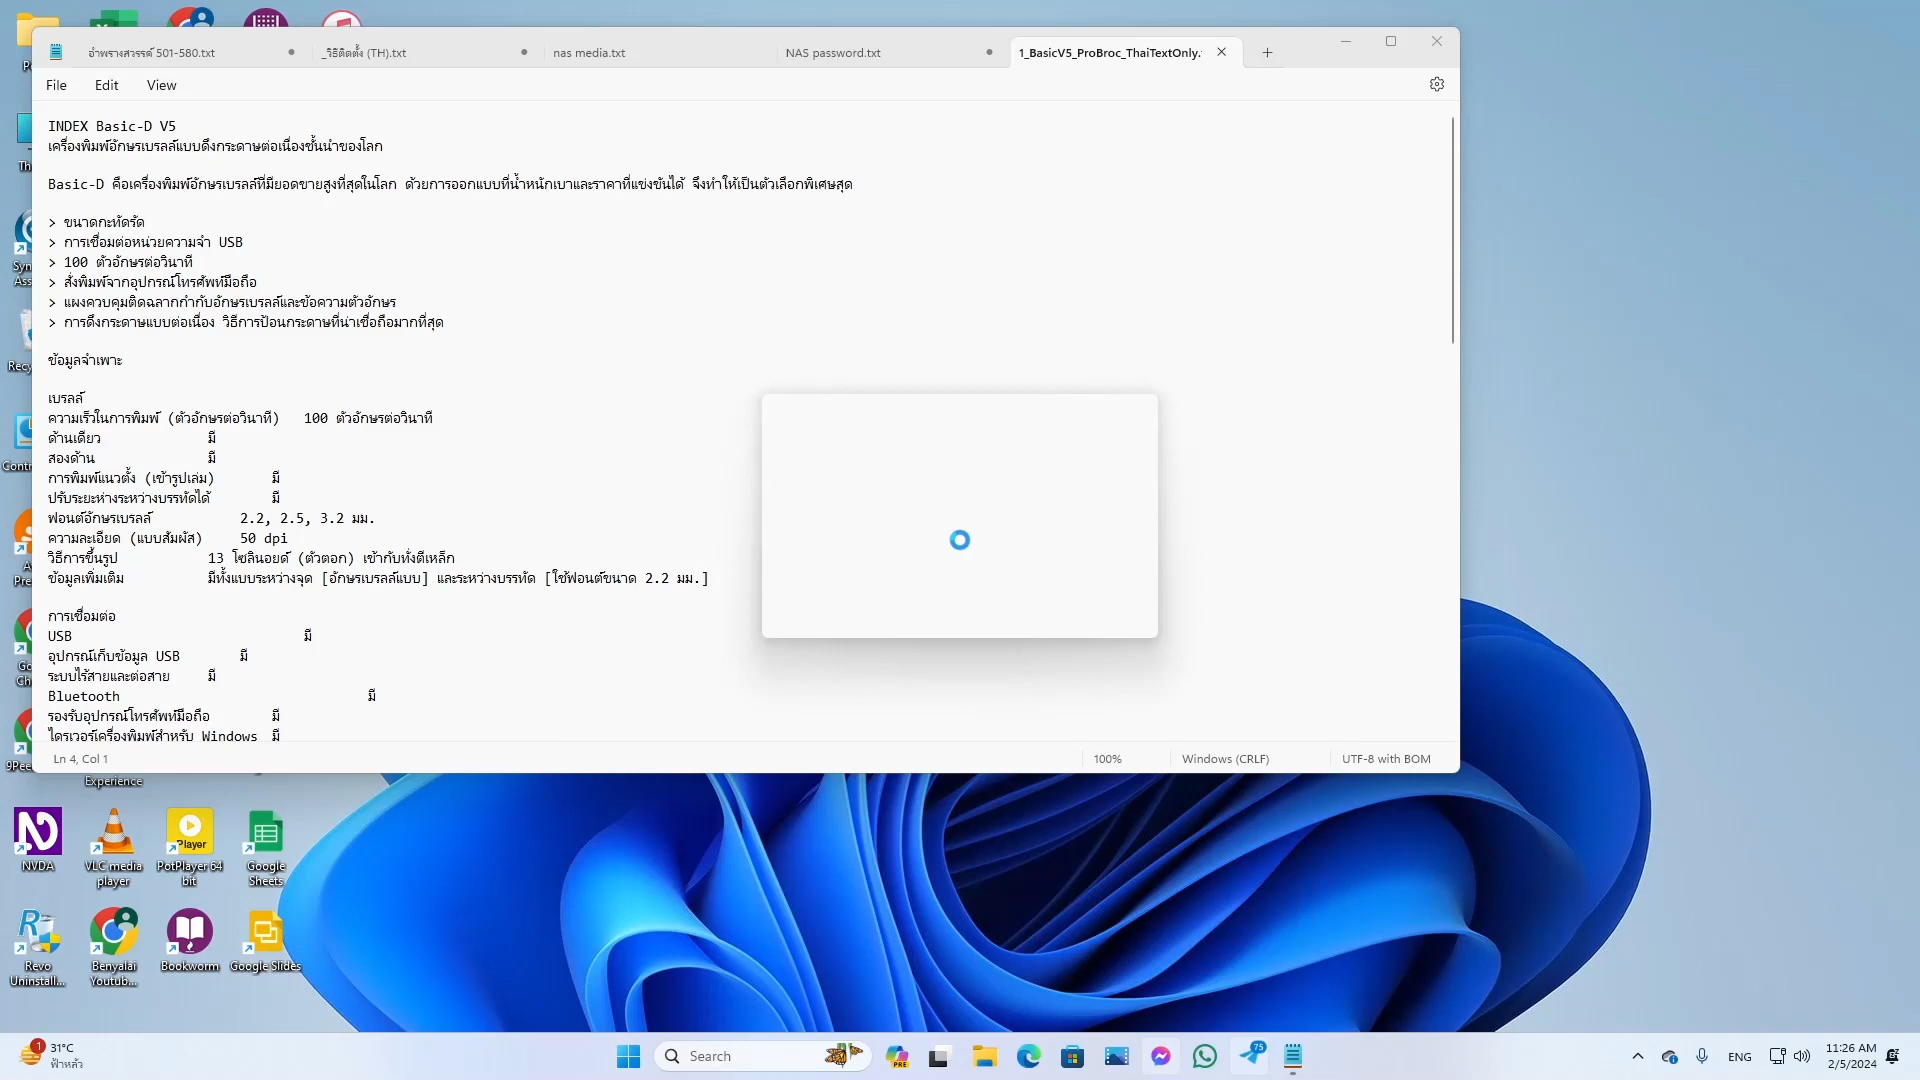 อำพรางสวรรค์ 501-580.txt
_วิธีติดตั้ง (TH).txt
nas media.txt
NAS password.txt
1_BasicV5_ProBroc_ThaiTextOnly.
File
Edit
View
INDEX Basic-D V5
เครื่องพิมพ์อักษรเบรลล์แบบดึงกระดาษต่อเนื่องชั้นนำของโลก
Basic-D คือเครื่องพิมพ์อักษรเบรลล์ที่มียอดขายสูงที่สุดในโลก ด้วยการออกแบบที่น้ำหนักเบาและราคาที่แข่งขันได้ จึงทำให้เป็นตัวเลือกพิเศษสุด
> ขนาดกะทัดรัด
> การเชื่อมต่อหน่วยความจำ USB
> 100 ตัวอักษรต่อวินาที
> สั่งพิมพ์จากอุปกรณ์โทรศัพท์มือถือ
> แผงควบคุมติดฉลากกำกับอักษรเบรลล์และข้อความตัวอักษร
> การดึงกระดาษแบบต่อเนื่อง วิธีการป้อนกระดาษที่น่าเชื่อถือมากที่สุด
ข้อมูลจำเพาะ
เบรลล์
ความเร็วในการพิมพ์ (ตัวอักษรต่อวินาที) 100 ตัวอักษรต่อวินาที
ด้านเดียว มี
สองด้าน มี
การพิมพ์แนวตั้ง (เข้ารูปเล่ม) มี
ปรับระยะห่างระหว่างบรรทัดได้ มี
ฟอนต์อักษรเบรลล์ 2.2, 2.5, 3.2 มม.
ความละเอียด (แบบสัมผัส) 50 dpi
วิธีการขึ้นรูป 13 โซลินอยด์ (ตัวตอก) เข้ากับทั่งตีเหล็ก
ข้อมูลเพิ่มเติม มีทั้งแบบระหว่างจุด [อักษรเบรลล์แบบ] และระหว่างบรรทัด [ใช้ฟอนต์ขนาด 2.2 มม.]
การเชื่อมต่อ
USB มี
อุปกรณ์เก็บข้อมูล USB มี
ระบบไร้สายและต่อสาย มี
Bluetooth มี
รองรับอุปกรณ์โทรศัพท์มือถือ มี
ไดรเวอร์เครื่องพิมพ์สำหรับ Windows มี
Ln 4, Col 1
100%
Windows (CRLF)
UTF-8 with BOM
Experience
NVDA
VLC media player
PotPlayer 64 bit
Google Sheets
Revo Uninstall...
Benyalai Youtub...
Bookworm
Google Slides
1
31°C
ฟ้าหลัว
Search
PRE
75
ENG
11:26 AM
2/5/2024